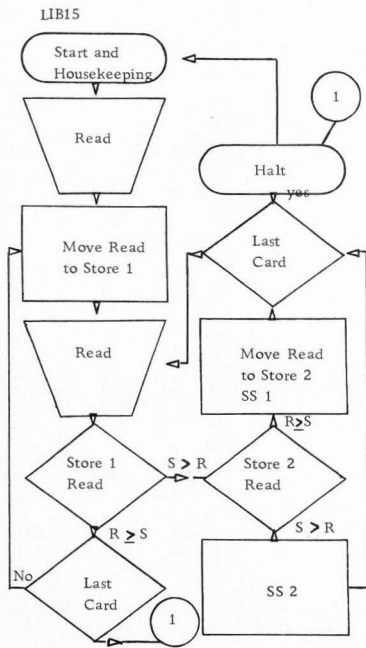 LIB15
Start and
Housekeeping
Read
Move Read
to Store 1
Read
Store 1
Read
S > R
R ≥ S
No
Last
Card
1
1
Halt
yes
Last
Card
Move Read
to Store 2
SS 1
R≥S
Store 2
Read
S > R
SS 2